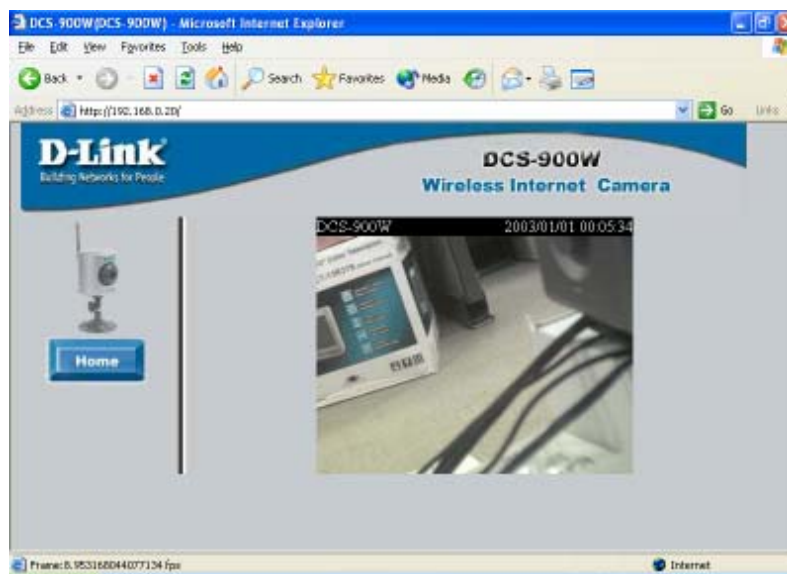 DCS-900W(DCS-900W) - Microsoft Internet Explorer
File Edit View Favorites Tools Help
Back Search Favorites Media
Address http://192.168.0.20/ Go Links
D-Link
Building Networks for People
DCS-900W
Wireless Internet Camera
DCS-900W 2003/01/01 00:05:34
Home
Frame:8.953168044077134 fps Internet